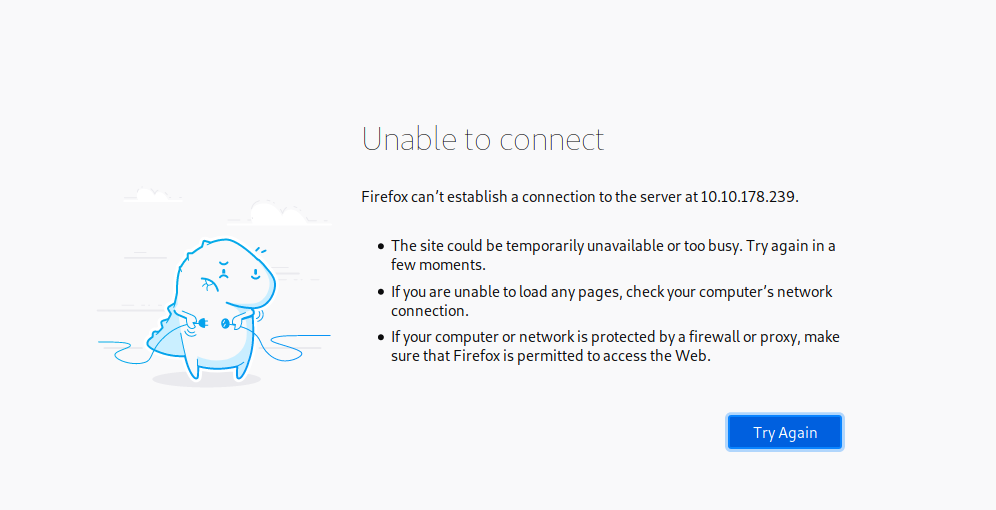 Unable to connect
Firefox can’t establish a connection to the server at 10.10.178.239.
• The site could be temporarily unavailable or too busy. Try again in a
few moments.
• If you are unable to load any pages, check your computer’s network
connection.
• If your computer or network is protected by a firewall or proxy, make
sure that Firefox is permitted to access the Web.
Try Again